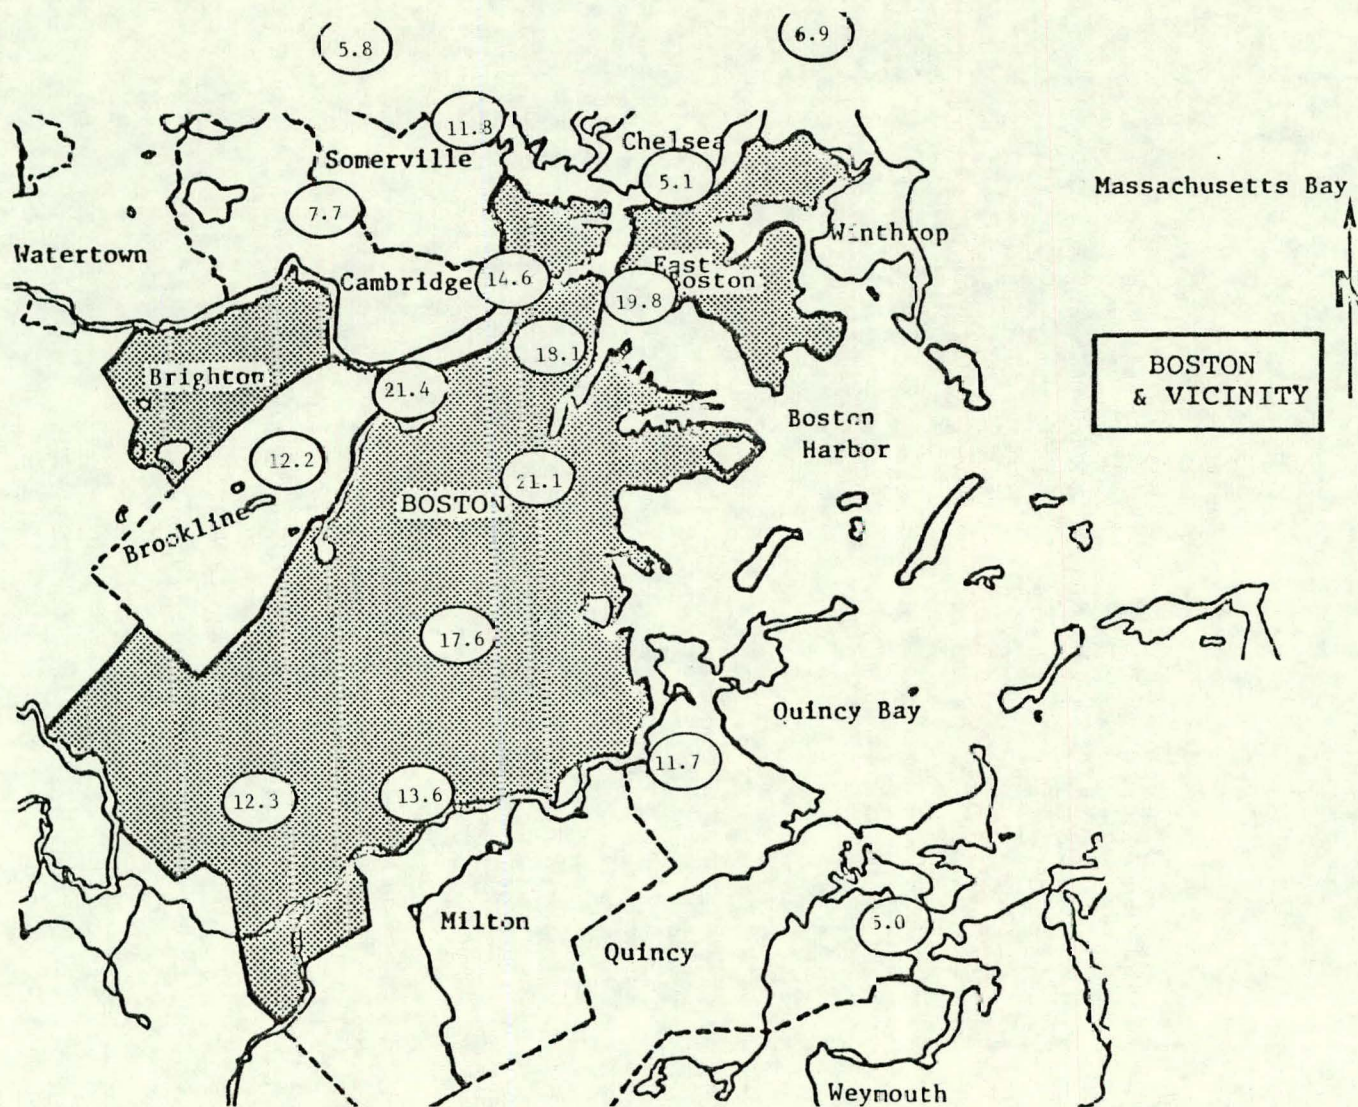 5.8
6.9
11.8
Somerville
Chelsea
5.1
Massachusetts Bay
7.7
Winthrop
Watertown
Cambridge
14.6
East
Boston
19.8
N
18.1
BOSTON
& VICINITY
Brighton
21.4
Boston
Harbor
12.2
21.1
BOSTON
Brookline
17.6
Quincy Bay
11.7
12.3
13.6
Milton
5.0
Quincy
Weymouth